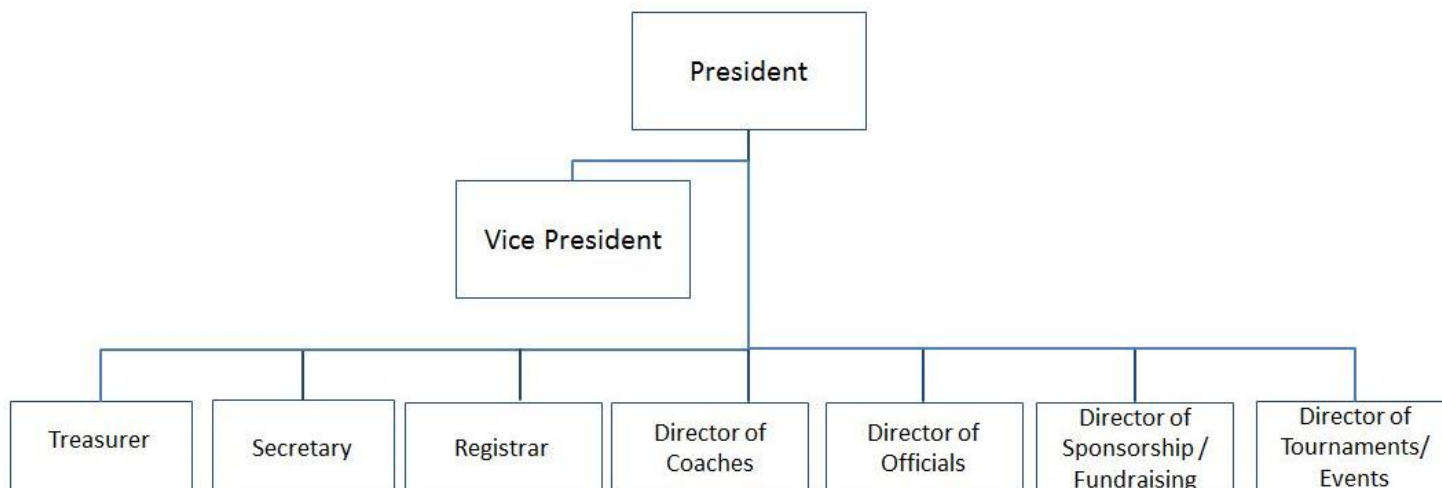 President
Vice President
Treasurer
Secretary
Registrar
Director of
Coaches
Director of
Officials
Director of
Sponsorship /
Fundraising
Director of
Tournaments/
Events